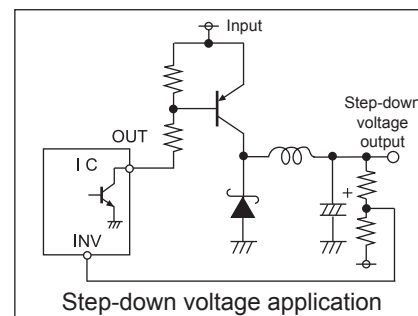 Input
Step-down
voltage
output
OUT
I C
+
INV
Step-down voltage application